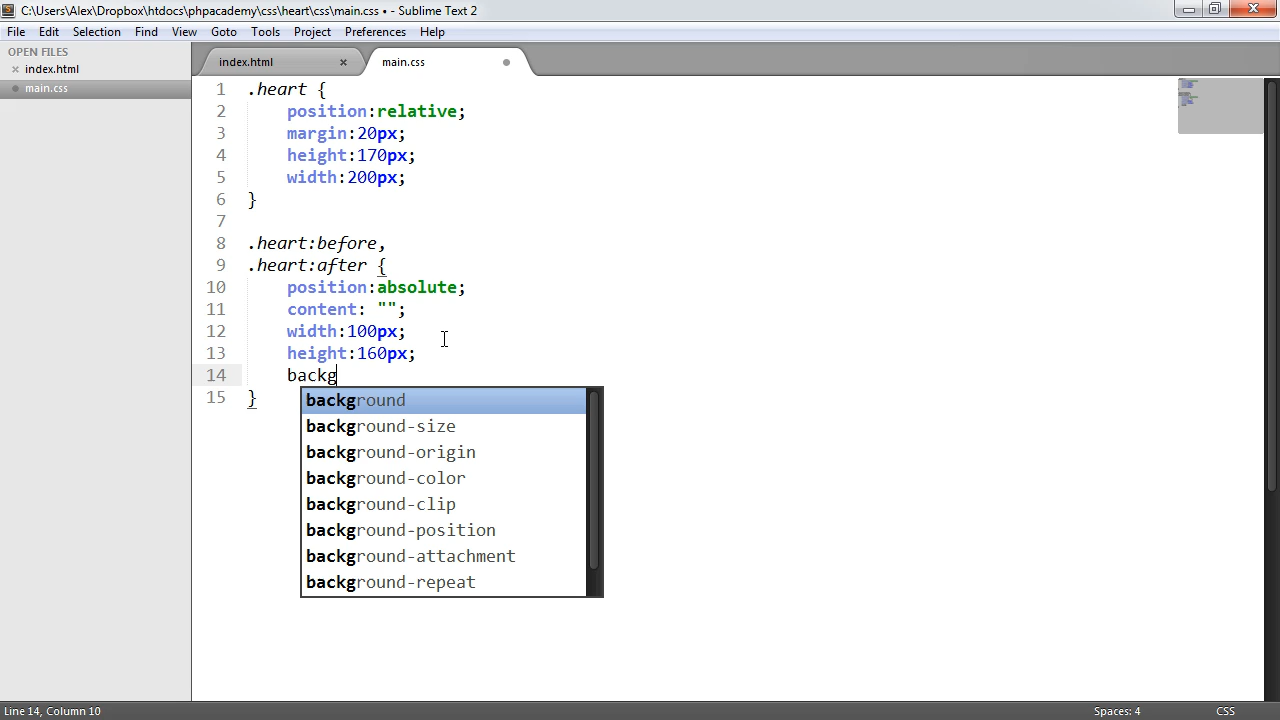 C:\Users\Alex\Dropbox\htdocs\phpacademy\css\heart\css\main.css • - Sublime Text 2
File Edit Selection Find View Goto Tools Project Preferences Help
OPEN FILES
index.html
main.css
index.html main.css
1 .heart {
2 position:relative;
3 margin:20px;
4 height:170px;
5 width:200px;
6 }
7
8 .heart:before,
9 .heart:after {
10 position:absolute;
11 content: "";
12 width:100px;
13 height:160px;
14 backg
15 }
background
background-size
background-origin
background-color
background-clip
background-position
background-attachment
background-repeat
Line 14, Column 10 Spaces: 4 CSS